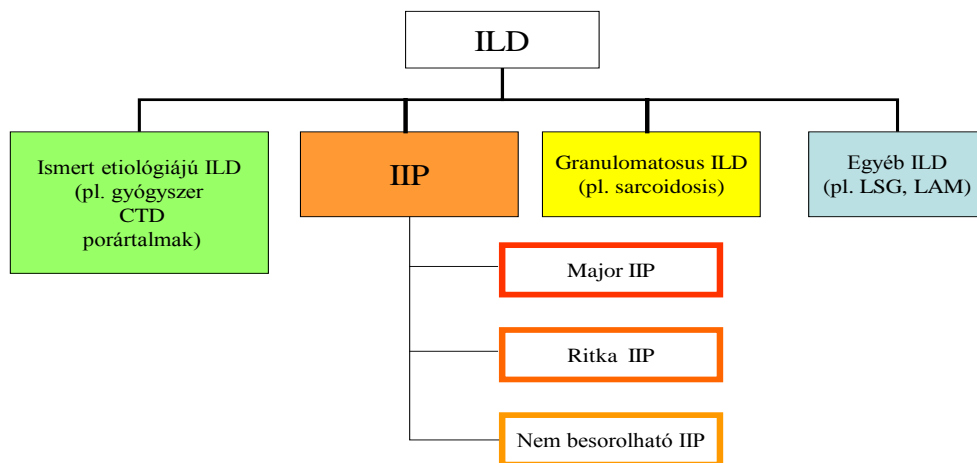 ILD
Ismert etiológiájú ILD
(pl. gyógyszer
CTD
porártalmak)
IIP
Granulomatosus ILD
(pl. sarcoidosis)
Egyéb ILD
(pl. LSG, LAM)
Major IIP
Ritka IIP
Nem besorolható IIP